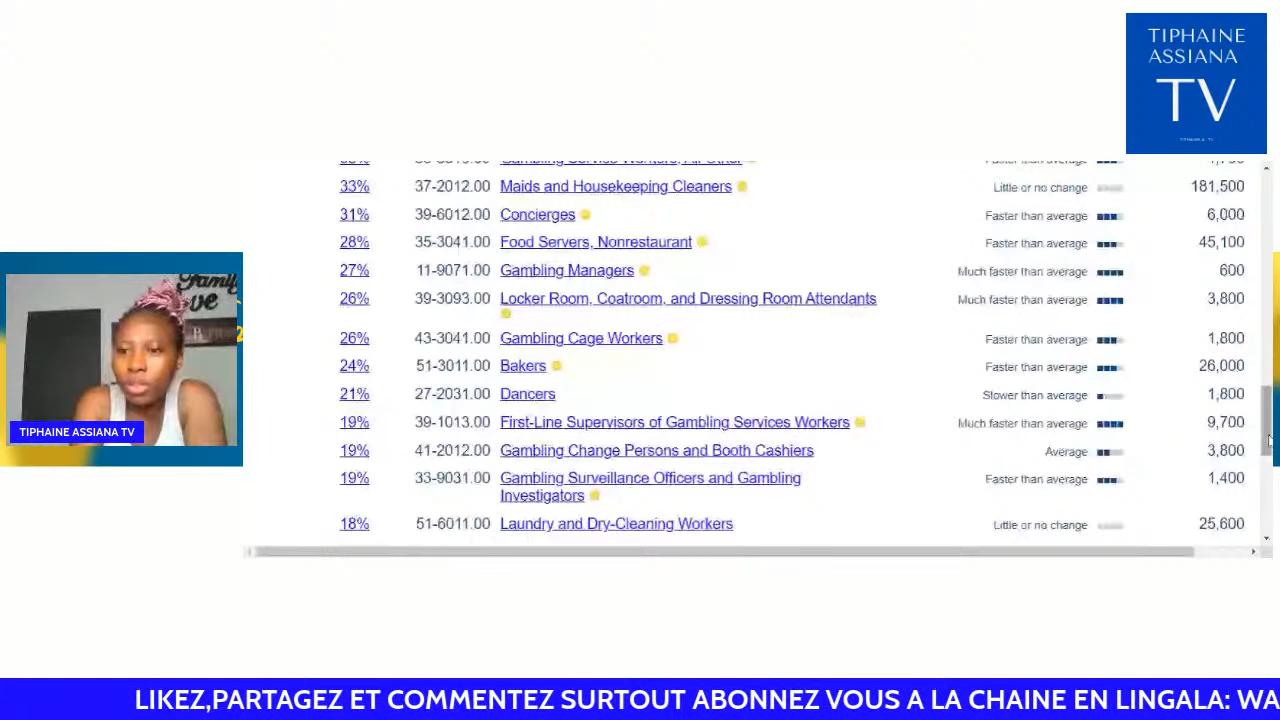 TIPHAINE
ASSIANA
TV
Gambling Service Workers, All Other
Faster than average
33% 37-2012.00 Maids and Housekeeping Cleaners Little or no change 181,500
31% 39-6012.00 Concierges Faster than average 6,000
28% 35-3041.00 Food Servers, Nonrestaurant Faster than average 45,100
27% 11-9071.00 Gambling Managers Much faster than average 600
26% 39-3093.00 Locker Room, Coatroom, and Dressing Room Attendants Much faster than average 3,800
26% 43-3041.00 Gambling Cage Workers Faster than average 1,800
24% 51-3011.00 Bakers Faster than average 26,000
21% 27-2031.00 Dancers Slower than average 1,800
19% 39-1013.00 First-Line Supervisors of Gambling Services Workers Much faster than average 9,700
19% 41-2012.00 Gambling Change Persons and Booth Cashiers Average 3,800
19% 33-9031.00 Gambling Surveillance Officers and Gambling Faster than average 1,400
Investigators
18% 51-6011.00 Laundry and Dry-Cleaning Workers Little or no change 25,600
Family
TIPHAINE ASSIANA TV
LIKEZ,PARTAGEZ ET COMMENTEZ SURTOUT ABONNEZ VOUS A LA CHAINE EN LINGALA: WA